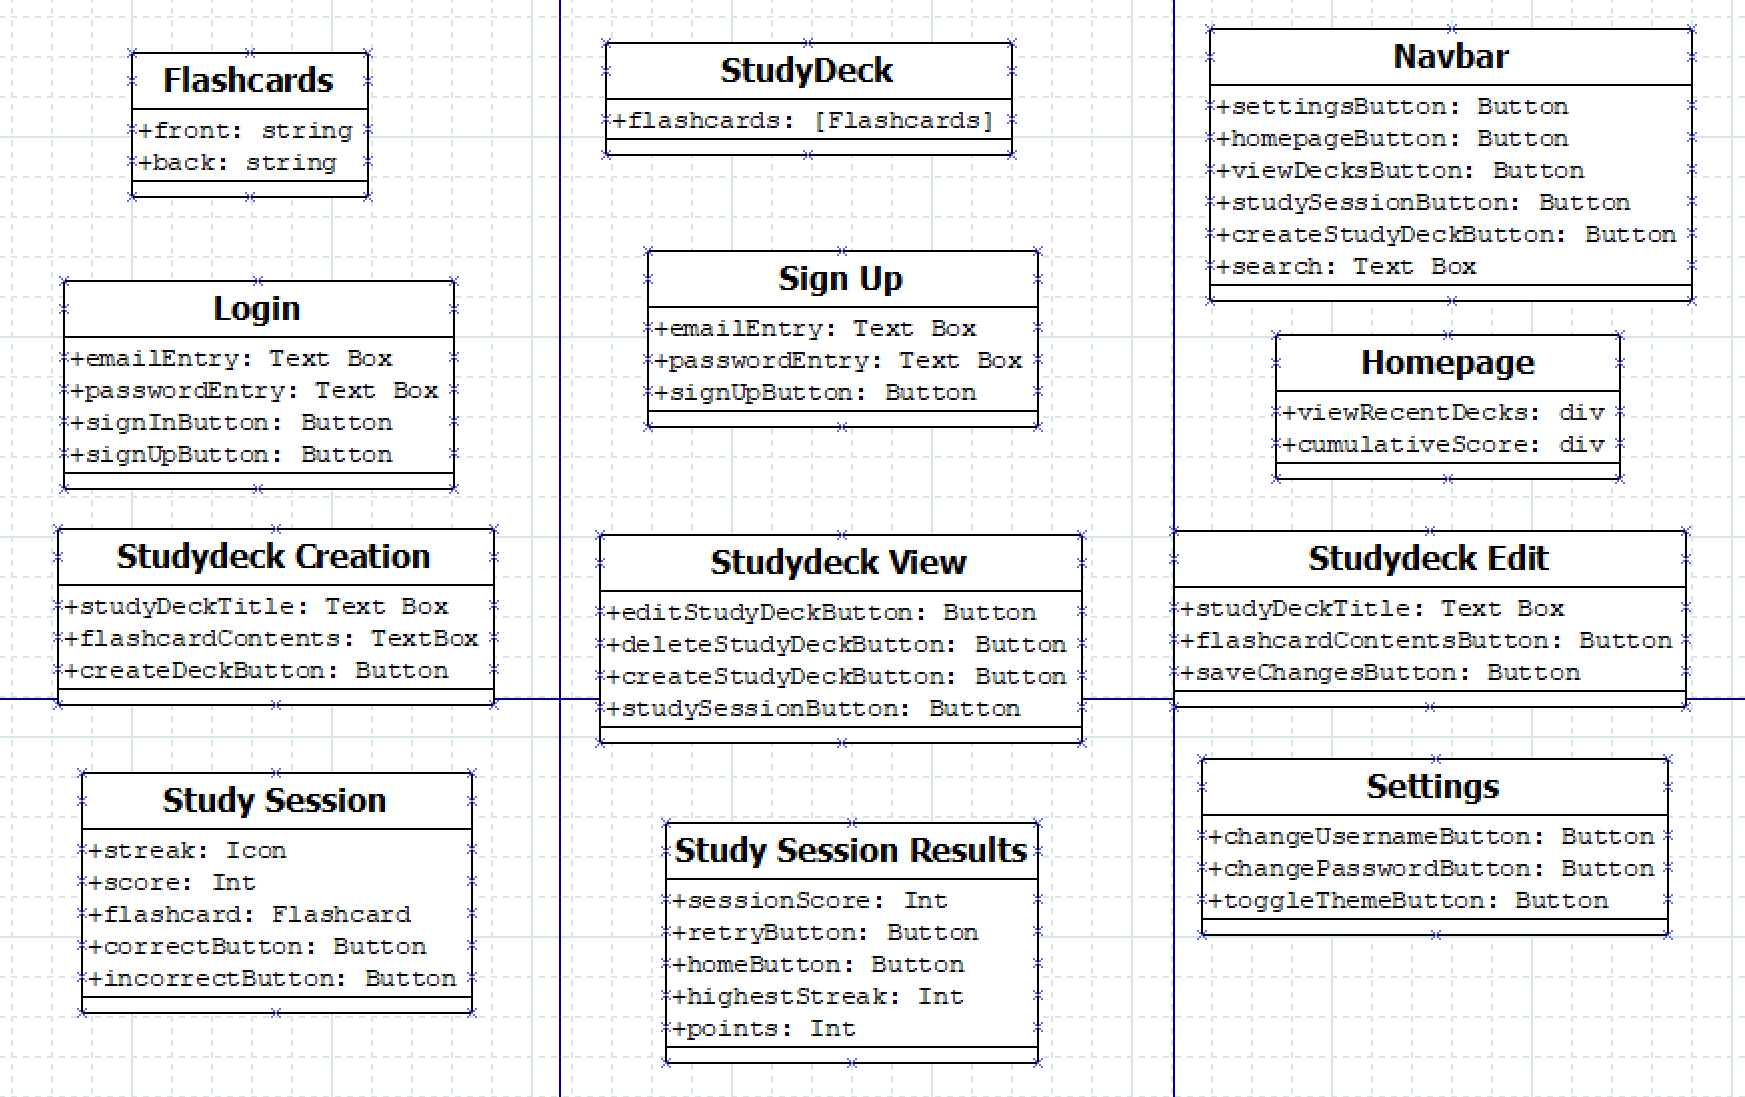 Flashcards
+front: string
+back: string
StudyDeck
+flashcards: [Flashcards]
Navbar
+settingsButton: Button
+homepageButton: Button
+viewDecksButton: Button
+studySessionButton: Button
+createStudyDeckButton: Button
+search: Text Box
Login
+emailEntry: Text Box
+passwordEntry: Text Box
+signInButton: Button
+signUpButton: Button
Sign Up
+emailEntry: Text Box
+passwordEntry: Text Box
+signUpButton: Button
Homepage
+viewRecentDecks: div
+cumulativeScore: div
Studydeck Creation
+studyDeckTitle: Text Box
+flashcardContents: TextBox
+createDeckButton: Button
Studydeck View
+editStudyDeckButton: Button
+deleteStudyDeckButton: Button
+createStudyDeckButton: Button
+studySessionButton: Button
Studydeck Edit
+studyDeckTitle: Text Box
+flashcardContentsButton: Button
+saveChangesButton: Button
Study Session
+streak: Icon
+score: Int
+flashcard: Flashcard
+correctButton: Button
+incorrectButton: Button
Study Session Results
+sessionScore: Int
+retryButton: Button
+homeButton: Button
+highestStreak: Int
+points: Int
Settings
+changeUsernameButton: Button
+changePasswordButton: Button
+toggleThemeButton: Button